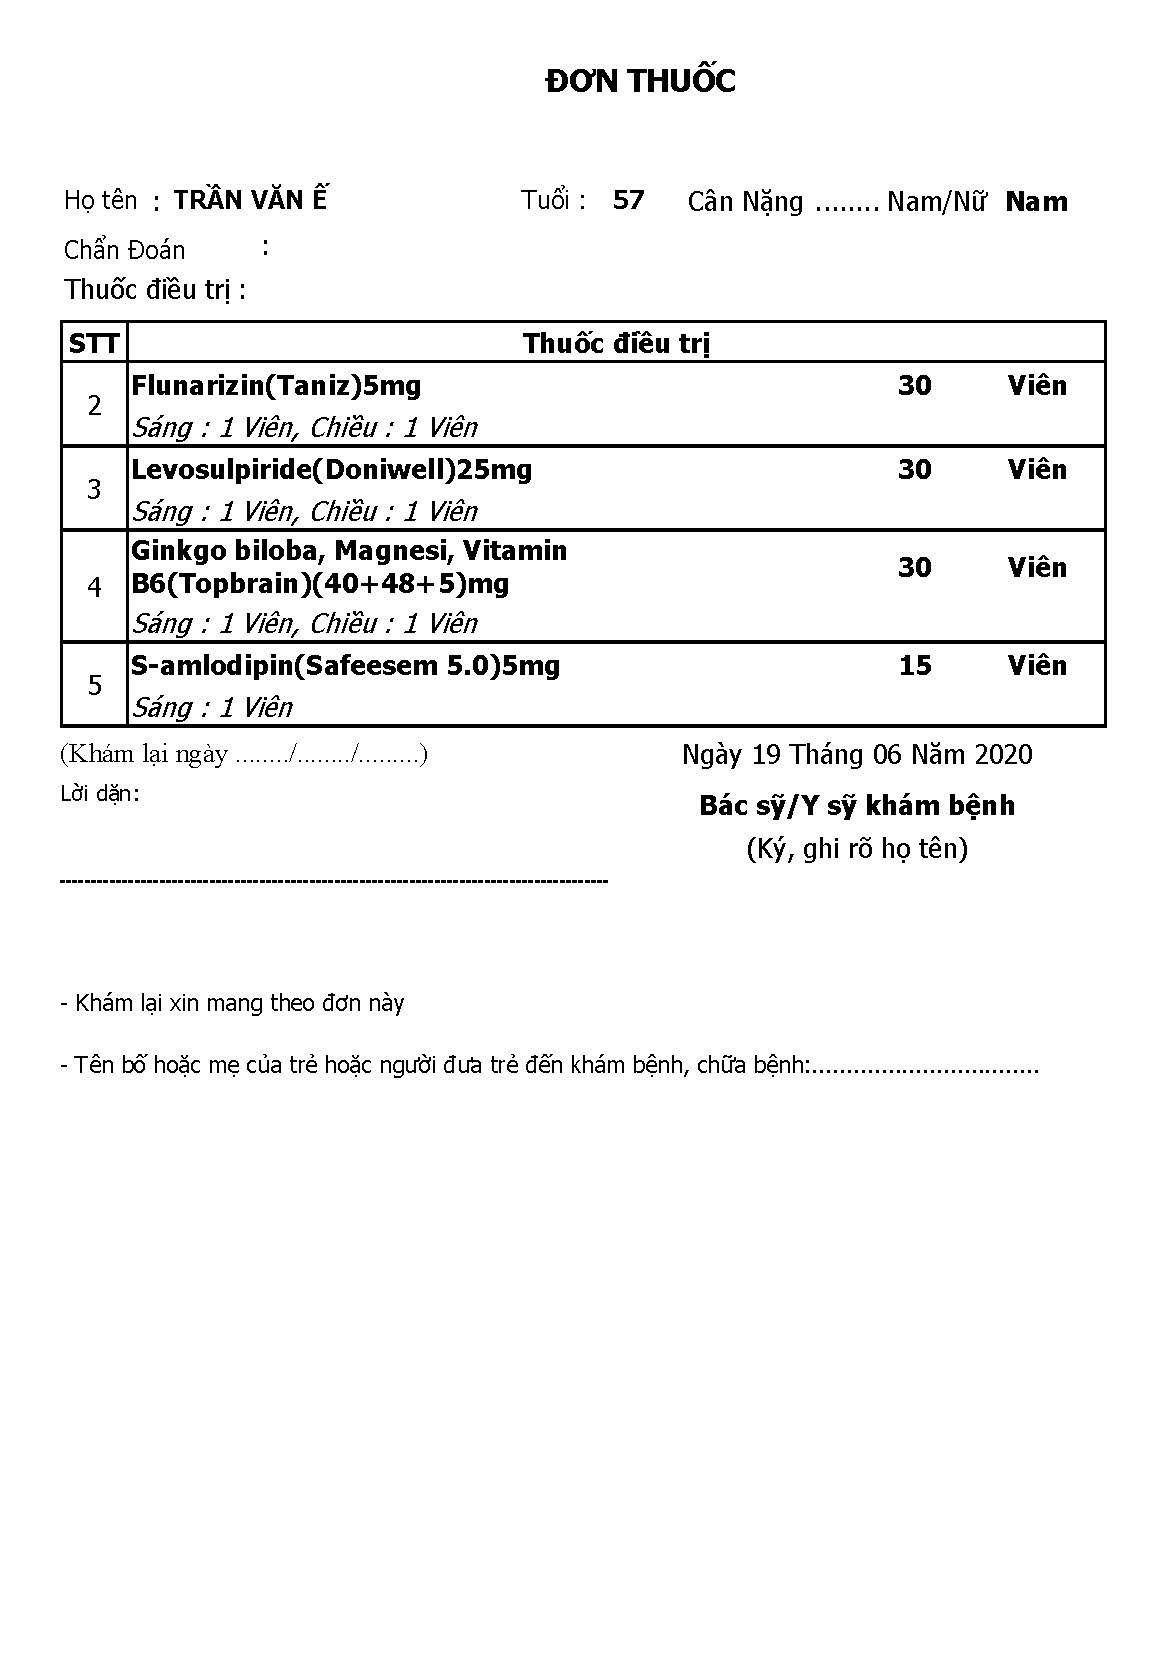 ĐƠN THUỐC
Họ tên : TRẦN VĂN Ế Tuổi : 57 Cân Nặng ........ Nam/Nữ Nam
Chẩn Đoán :
Thuốc điều trị :
STT Thuốc điều trị
2 Flunarizin(Taniz)5mg 30 Viên
Sáng : 1 Viên, Chiều : 1 Viên
3 Levosulpiride(Doniwell)25mg 30 Viên
Sáng : 1 Viên, Chiều : 1 Viên
4 Ginkgo biloba, Magnesi, Vitamin
B6(Topbrain)(40+48+5)mg 30 Viên
Sáng : 1 Viên, Chiều : 1 Viên
5 S-amlodipin(Safeesem 5.0)5mg 15 Viên
Sáng : 1 Viên
(Khám lại ngày ......../......../.........) Ngày 19 Tháng 06 Năm 2020
Lời dặn:
Bác sỹ/Y sỹ khám bệnh
(Ký, ghi rõ họ tên)
- Khám lại xin mang theo đơn này
- Tên bố hoặc mẹ của trẻ hoặc người đưa trẻ đến khám bệnh, chữa bệnh:.................................